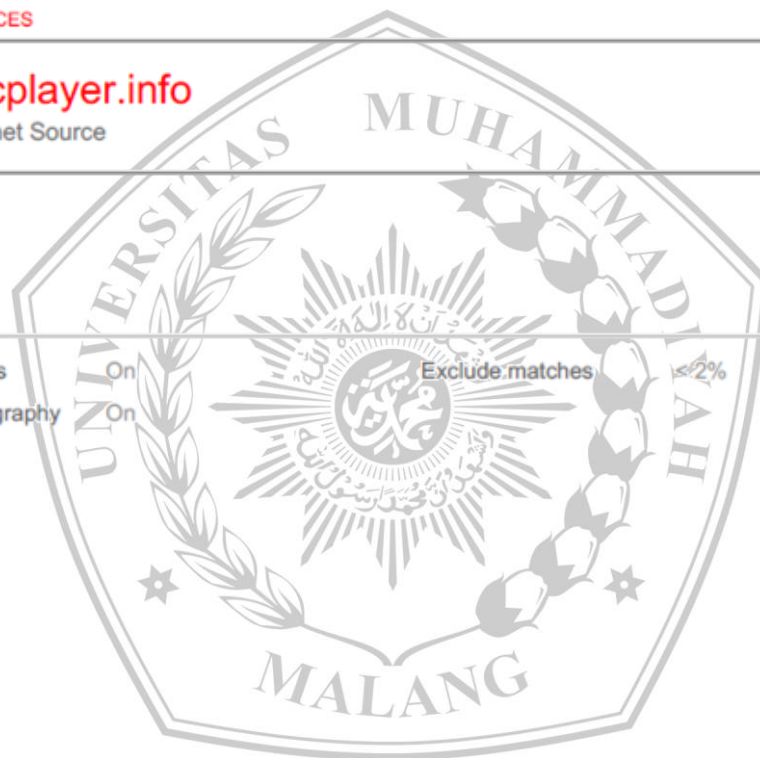 CES
cplayer.info
net Source
s On Exclude matches < 2%
graphy On
UNIVERSITAS MUHAMMADIYAH
MALANG